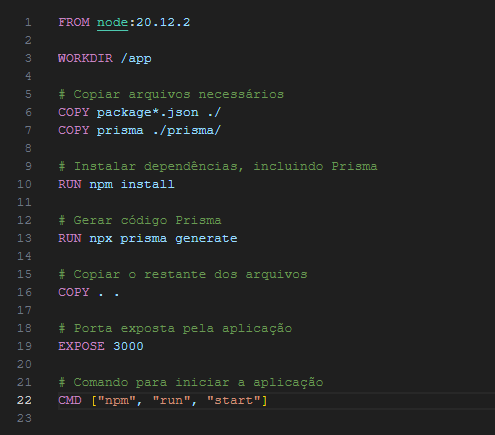 1 FROM node:20.12.2
2
3 WORKDIR /app
4
5 # Copiar arquivos necessários
6 COPY package*.json ./
7 COPY prisma ./prisma/
8
9 # Instalar dependências, incluindo Prisma
10 RUN npm install
11
12 # Gerar código Prisma
13 RUN npx prisma generate
14
15 # Copiar o restante dos arquivos
16 COPY . .
17
18 # Porta exposta pela aplicação
19 EXPOSE 3000
20
21 # Comando para iniciar a aplicação
22 CMD ["npm", "run", "start"]
23